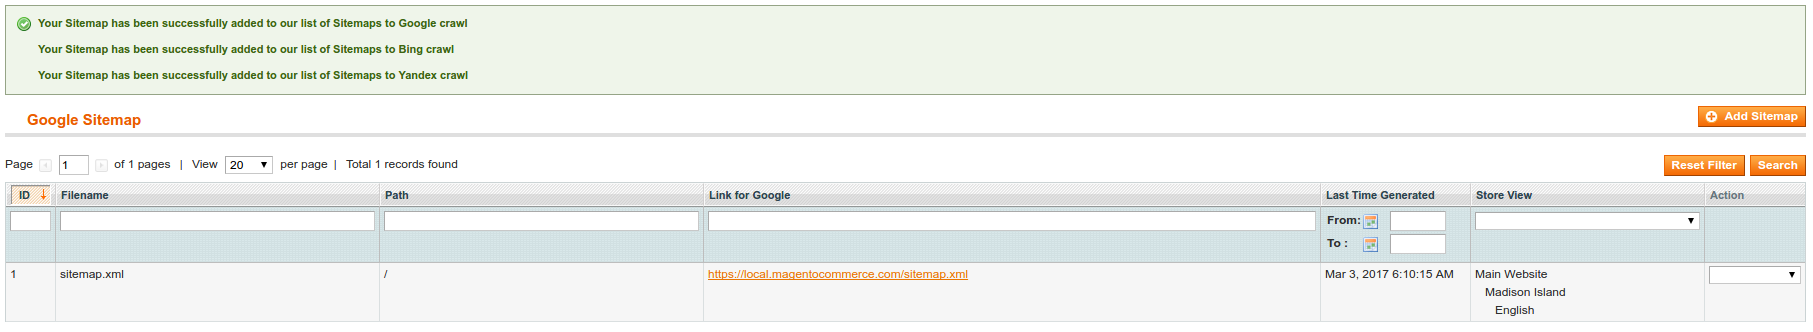 Your Sitemap has been successfully added to our list of Sitemaps to Google crawl
Your Sitemap has been successfully added to our list of Sitemaps to Bing crawl
Your Sitemap has been successfully added to our list of Sitemaps to Yandex crawl
Google Sitemap
Add Sitemap
Page 1 of 1 pages | View 20 per page | Total 1 records found
Reset Filter Search
ID Filename Path Link for Google Last Time Generated Store View Action
From:
To :
1 sitemap.xml / https://local.magentocommerce.com/sitemap.xml Mar 3, 2017 6:10:15 AM Main Website
Madison Island
English